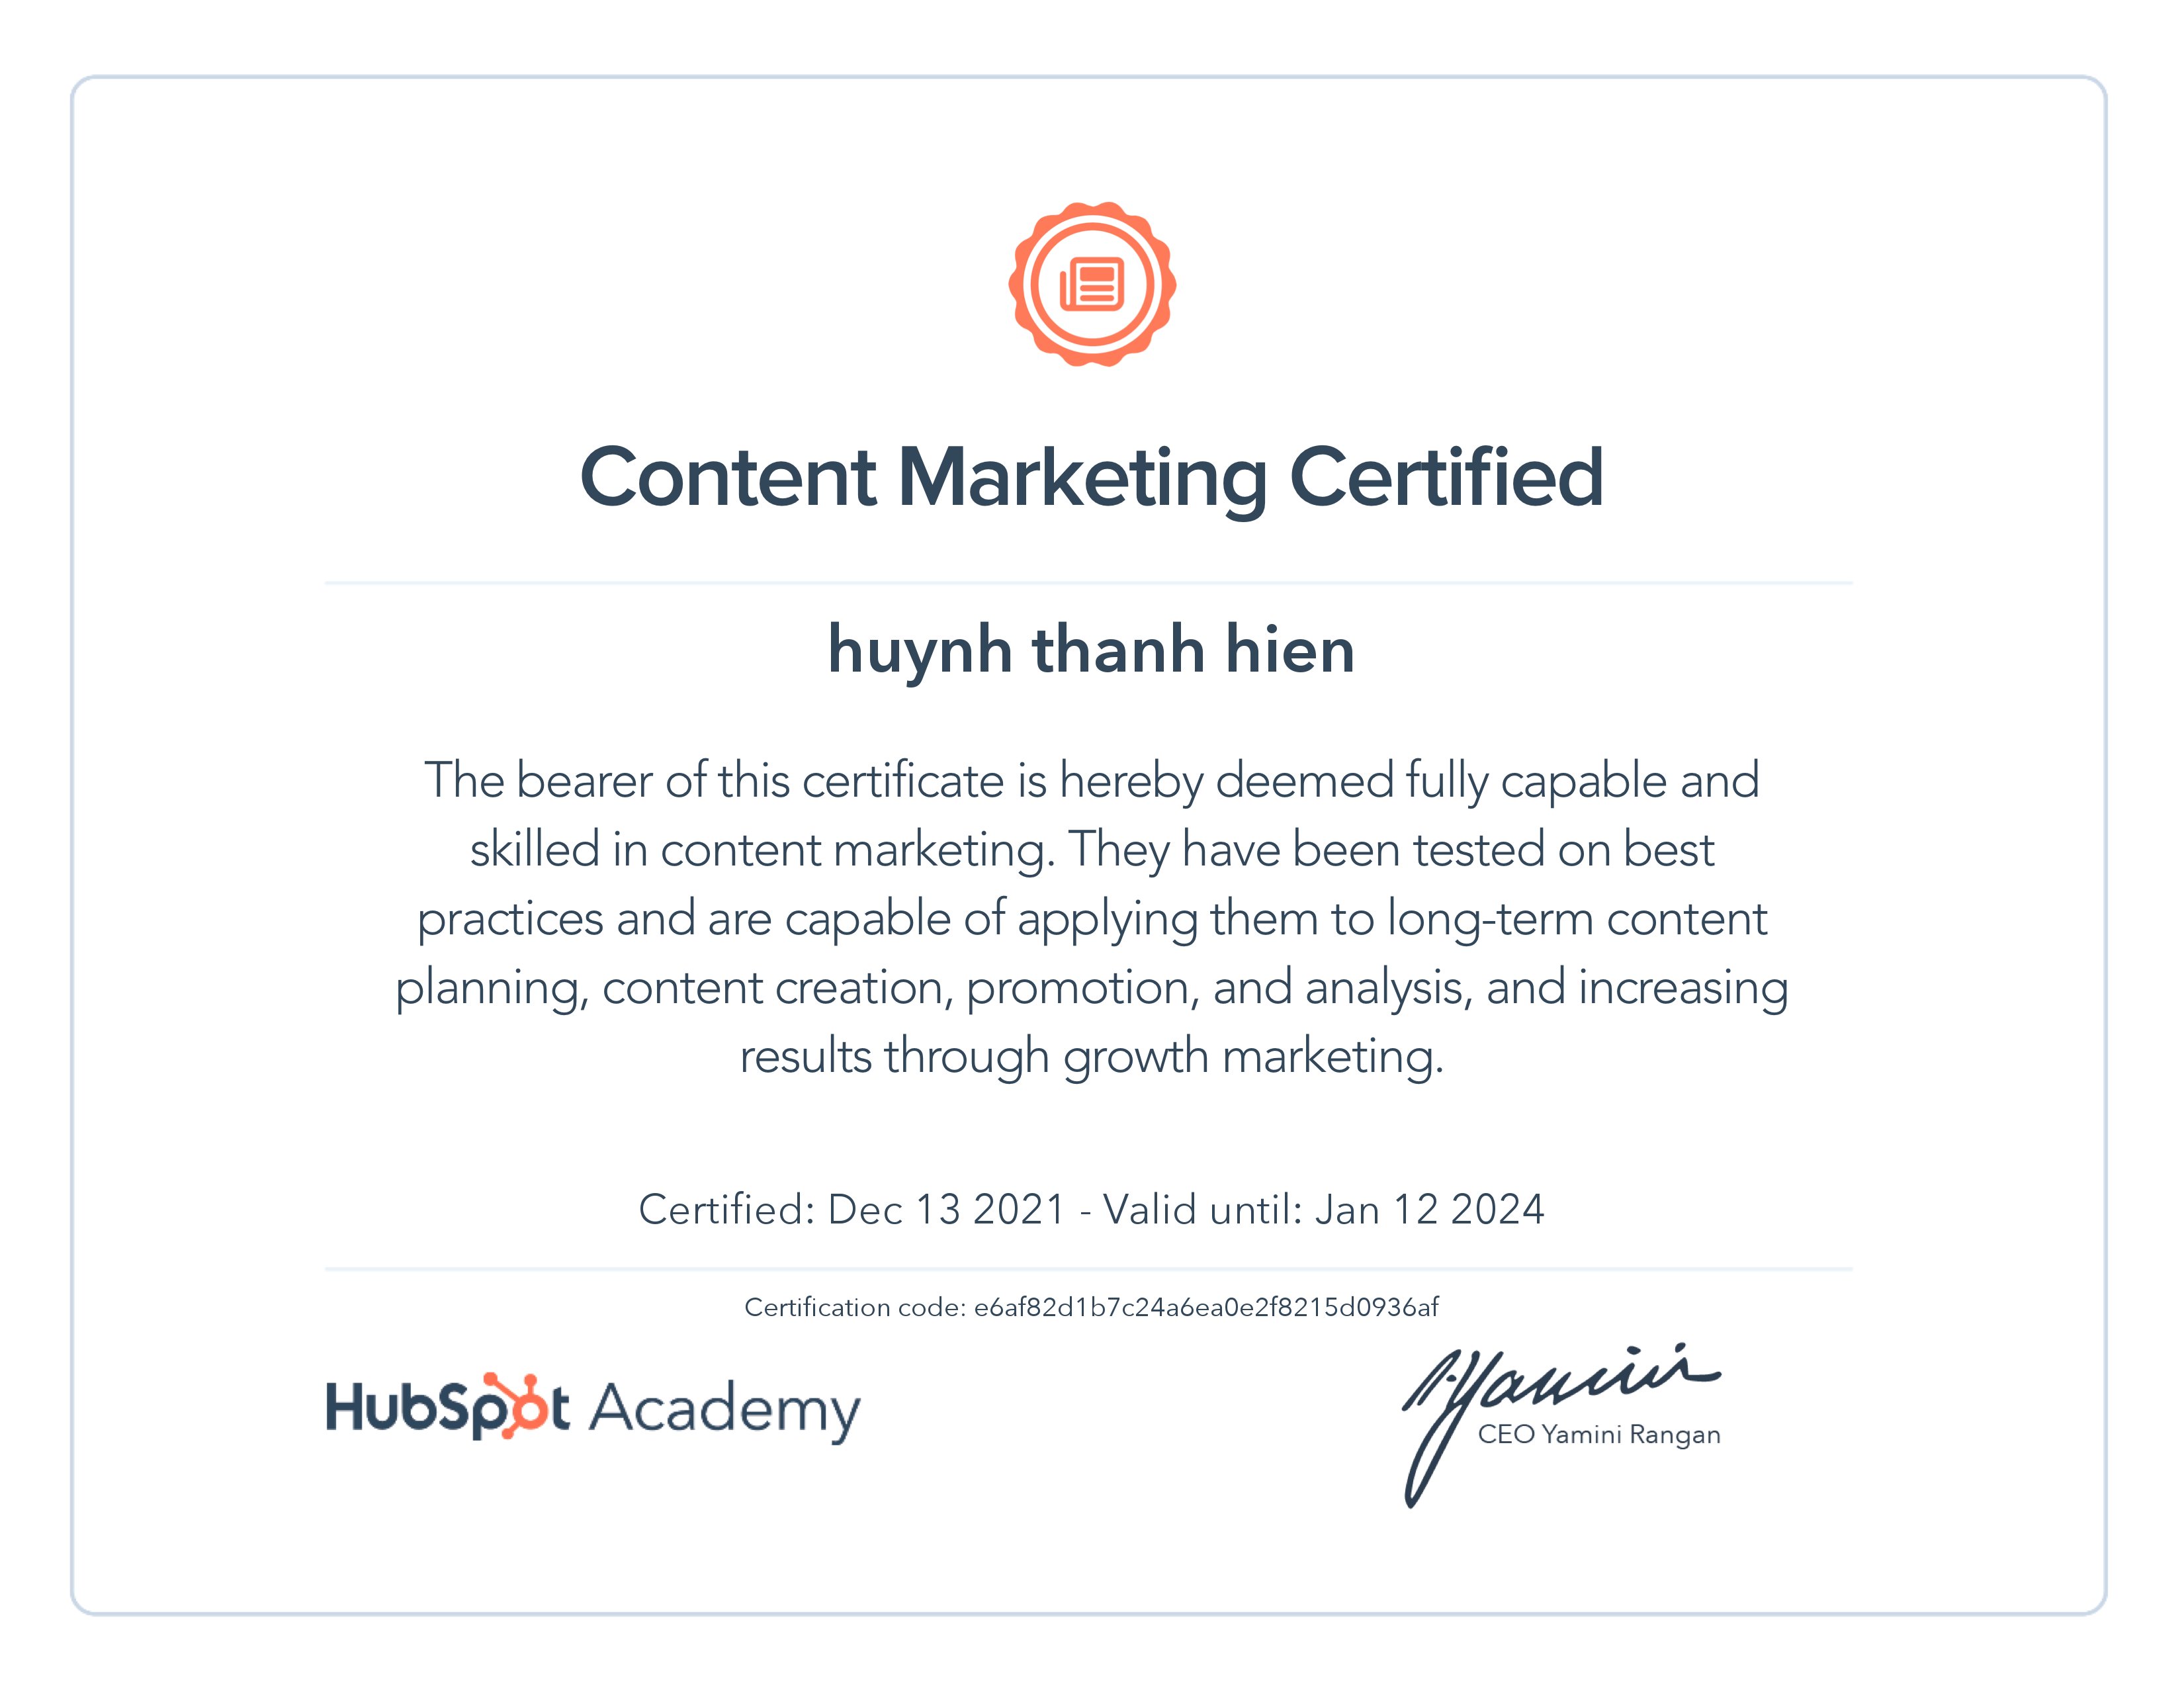 Content Marketing Certified
huynh thanh hien
The bearer of this certificate is hereby deemed fully capable and
skilled in content marketing. They have been tested on best
practices and are capable of applying them to long-term content
planning, content creation, promotion, and analysis, and increasing
results through growth marketing.
Certified: Dec 13 2021 - Valid until: Jan 12 2024
Certification code: e6af82d1b7c24a6ea0e2f8215d0936af
HubSpot Academy
Yamini
CEO Yamini Rangan